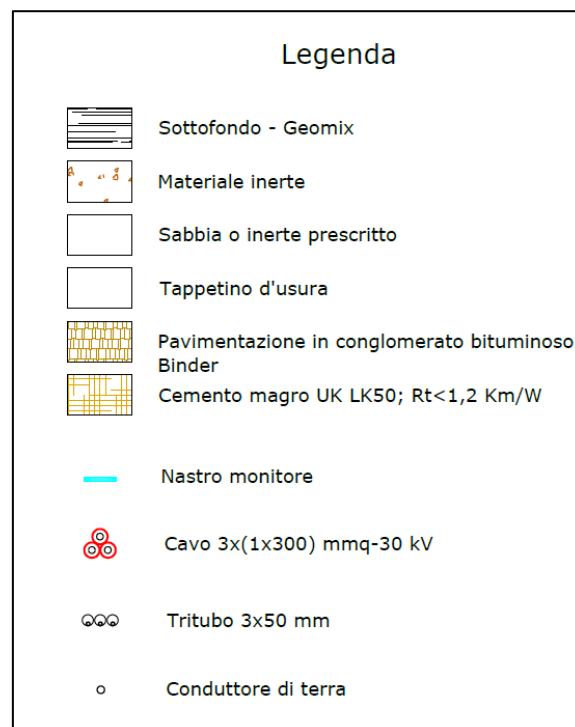 Legenda
Sottofondo - Geomix
Materiale inerte
Sabbia o inerte prescritto
Tappetino d'usura
Pavimentazione in conglomerato bituminoso
Binder
Cemento magro UK LK50; Rt<1,2 Km/W
Nastro monitore
Cavo 3x(1x300) mmq-30 kV
Tritubo 3x50 mm
Conduttore di terra